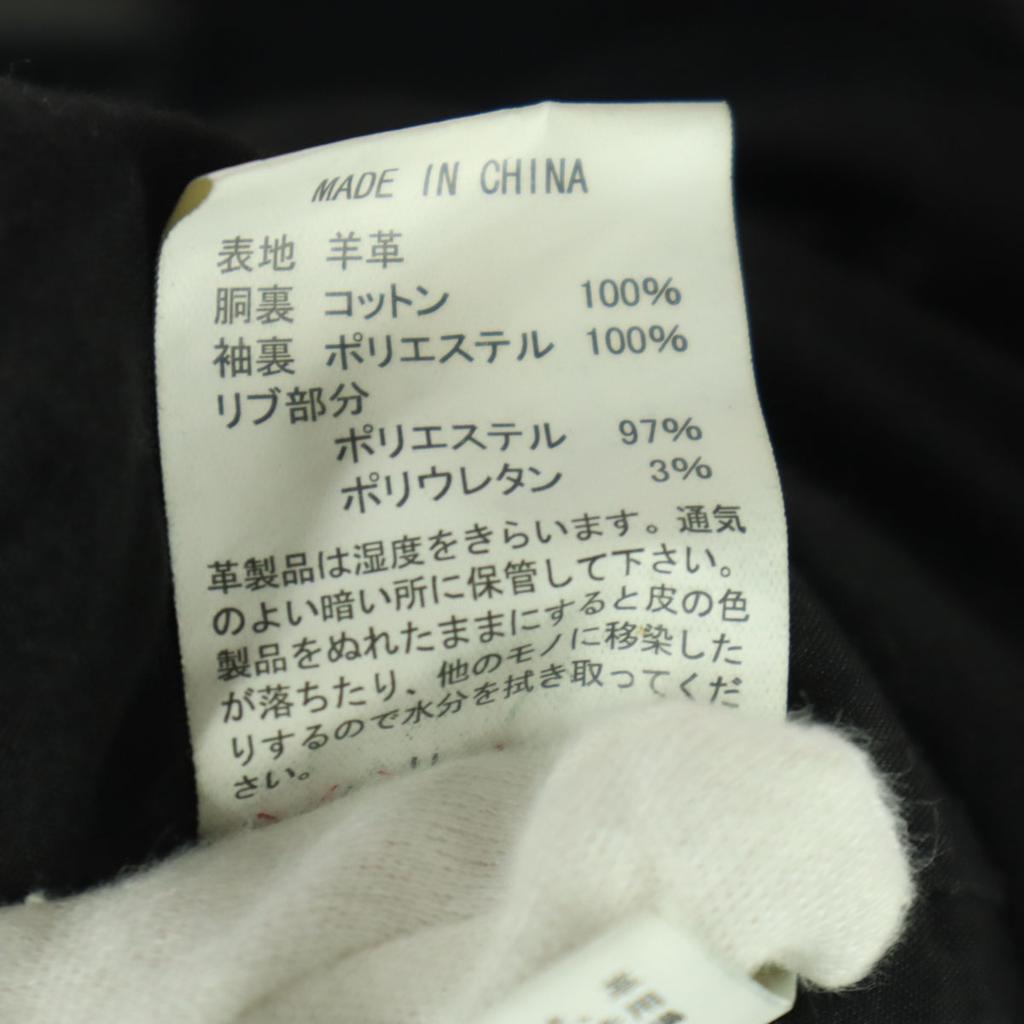 MADE IN CHINA
表地 羊革
胴裏 コットン 100%
袖裏 ポリエステル 100%
リブ部分
ポリエステル 97%
ポリウレタン 3%
革製品は湿度をきらいます。通気
のよい暗い所に保管して下さい。
製品をぬれたままにすると皮の色
が落ちたり、他のモノに移染した
りするので水分を拭き取ってくだ
さい。